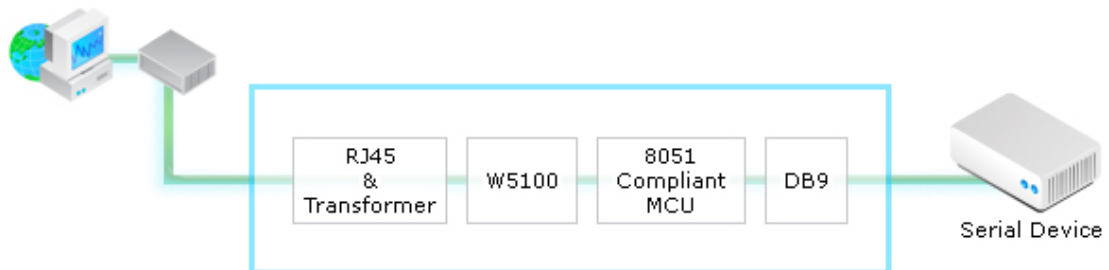 RJ45
&
Transformer
W5100
8051
Compliant
MCU
DB9
Serial Device